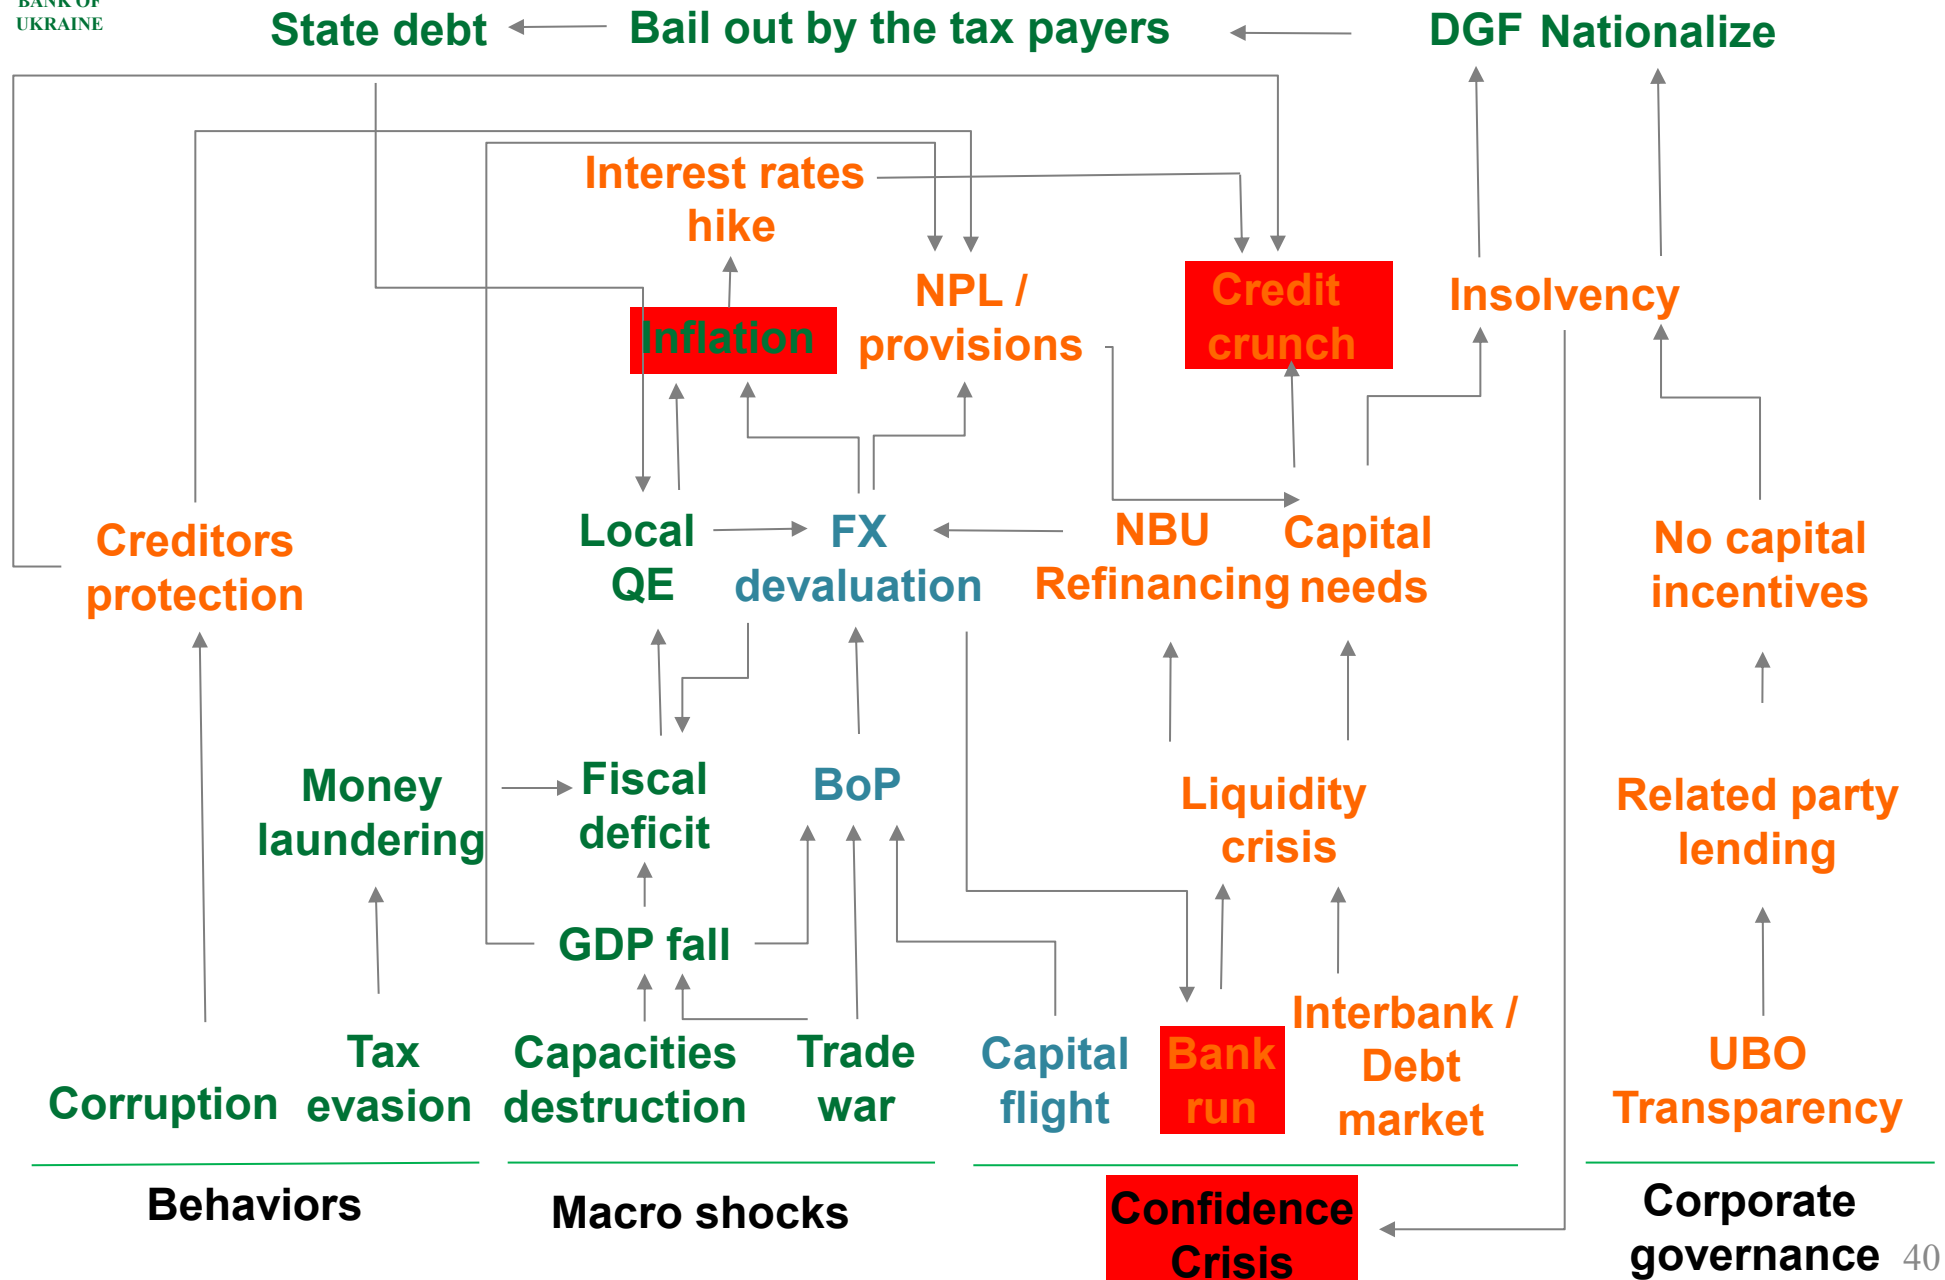 BANK OF
UKRAINE
State debt
Bail out by the tax payers
DGF Nationalize
Interest rates
hike
NPL /
provisions
Credit
crunch
Insolvency
Inflation
Creditors
protection
Local
QE
FX
devaluation
NBU
Refinancing
Capital
needs
No capital
incentives
Money
laundering
Fiscal
deficit
BoP
Liquidity
crisis
Related party
lending
GDP fall
Corruption
Tax
evasion
Capacities
destruction
Trade
war
Capital
flight
Bank
run
Interbank /
Debt
market
UBO
Transparency
Behaviors
Macro shocks
Confidence
Crisis
Corporate
governance
40